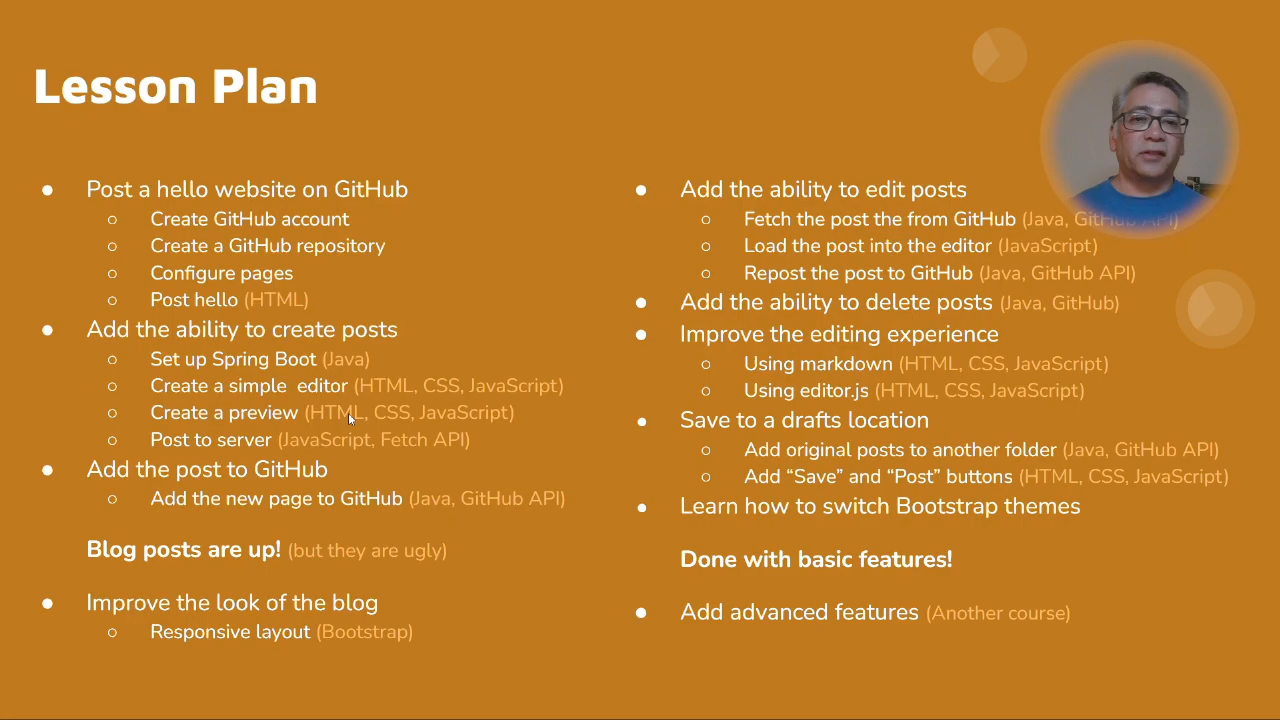 Lesson Plan
● Post a hello website on GitHub
○ Create GitHub account
○ Create a GitHub repository
○ Configure pages
○ Post hello (HTML)
● Add the ability to create posts
○ Set up Spring Boot (Java)
○ Create a simple  editor (HTML, CSS, JavaScript)
○ Create a preview (HTML, CSS, JavaScript)
○ Post to server (JavaScript, Fetch API)
● Add the post to GitHub
○ Add the new page to GitHub (Java, GitHub API)
Blog posts are up! (but they are ugly)
● Improve the look of the blog
○ Responsive layout (Bootstrap)
● Add the ability to edit posts
○ Fetch the post the from GitHub (Java, GitHub API)
○ Load the post into the editor (JavaScript)
○ Repost the post to GitHub (Java, GitHub API)
● Add the ability to delete posts (Java, GitHub)
● Improve the editing experience
○ Using markdown (HTML, CSS, JavaScript)
○ Using editor.js (HTML, CSS, JavaScript)
● Save to a drafts location
○ Add original posts to another folder (Java, GitHub API)
○ Add “Save” and “Post” buttons (HTML, CSS, JavaScript)
● Learn how to switch Bootstrap themes
Done with basic features!
● Add advanced features (Another course)